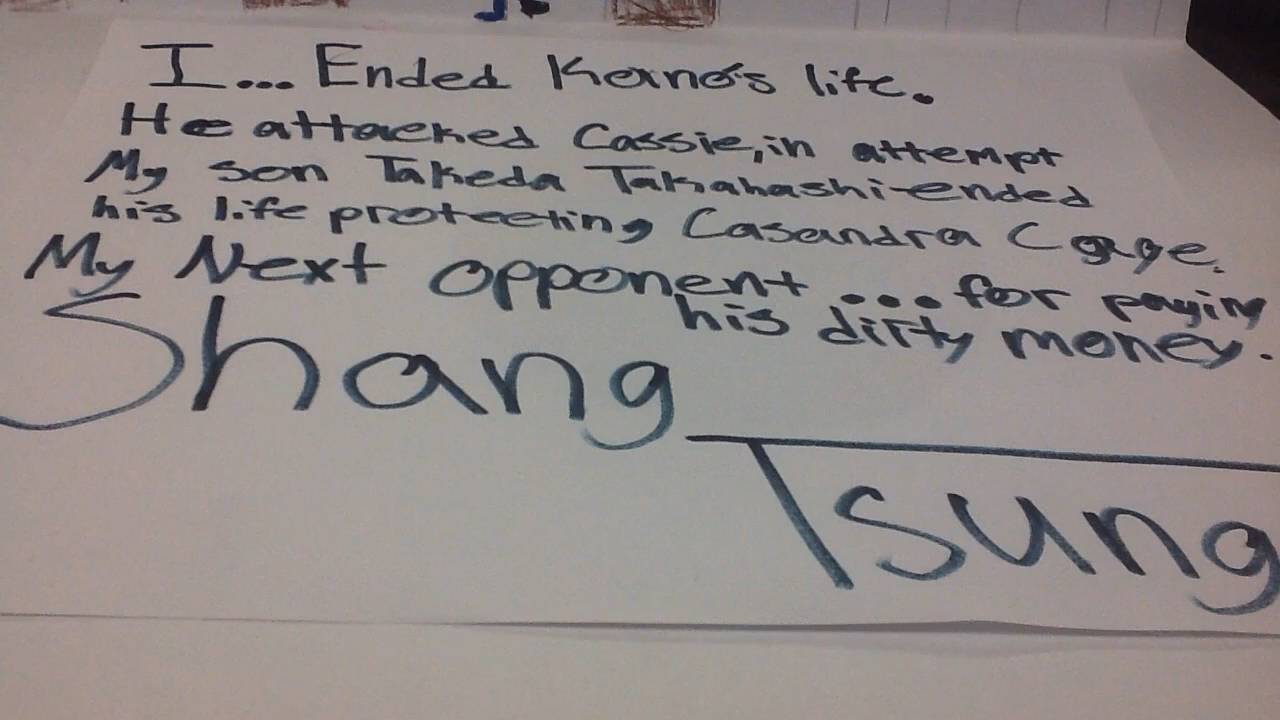 I... Ended Kano's life.
He attacked Cassie, in attempt
My son Takeda Takahashi ended
his life protecting Casandra Cage.
My Next opponent ... for paying
his dirty money.
Shang
Tsung